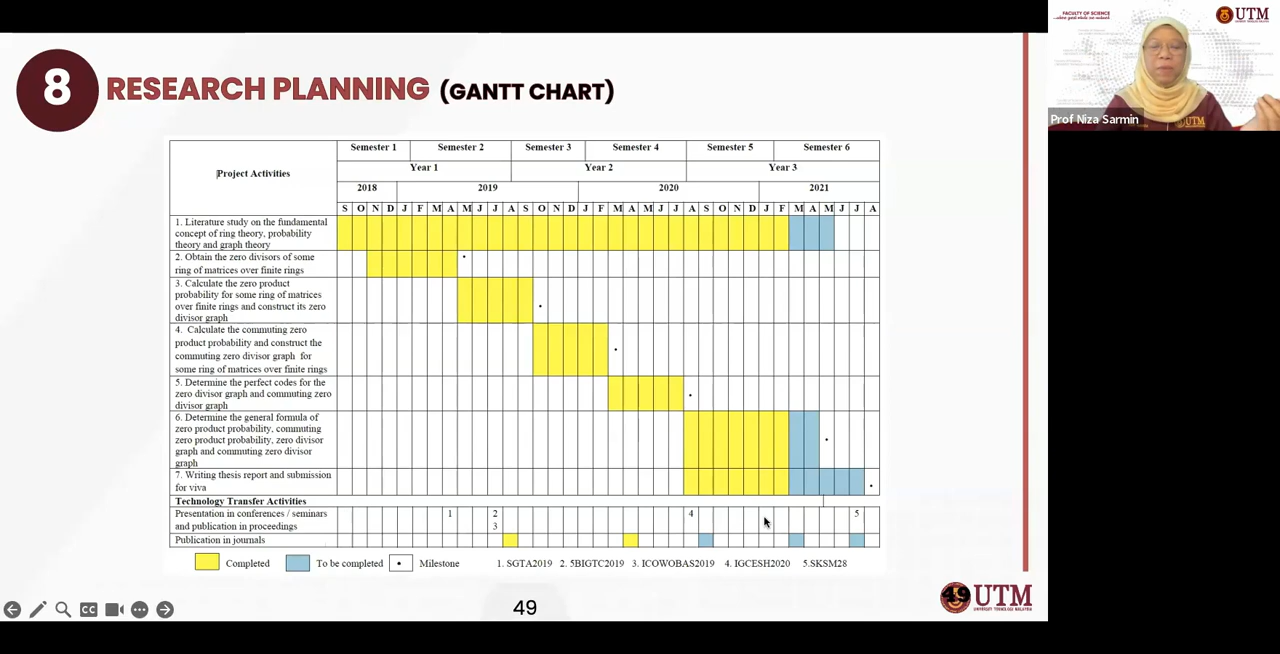 8 RESEARCH PLANNING (GANTT CHART)
FACULTY OF SCIENCE
UTM
Prof Niza Sarmin
UTM
Project Activities
Semester 1 Semester 2 Semester 3 Semester 4 Semester 5 Semester 6
Year 1 Year 2 Year 3
2018 2019 2020 2021
S O N D J F M A M J J A S O N D J F M A M J J A S O N D J F M A M J J A
1. Literature study on the fundamental
concept of ring theory, probability
theory and graph theory
2. Obtain the zero divisors of some
ring of matrices over finite rings
3. Calculate the zero product
probability for some ring of matrices
over finite rings and construct its zero
divisor graph
4. Calculate the commuting zero
product probability and construct the
commuting zero divisor graph for
some ring of matrices over finite rings
5. Determine the perfect codes for the
zero divisor graph and commuting zero
divisor graph
6. Determine the general formula of
zero product probability, commuting
zero product probability, zero divisor
graph and commuting zero divisor
graph
7. Writing thesis report and submission
for viva
Technology Transfer Activities
Presentation in conferences / seminars
and publication in proceedings
1 2 3 4 5
Publication in journals
Completed To be completed Milestone 1. SGTA2019 2. 5BIGTC2019 3. ICOWOBAS2019 4. IGCESH2020 5.SKSM28
CC
49
49 UTM
UNIVERSITI TEKNOLOGI MALAYSIA